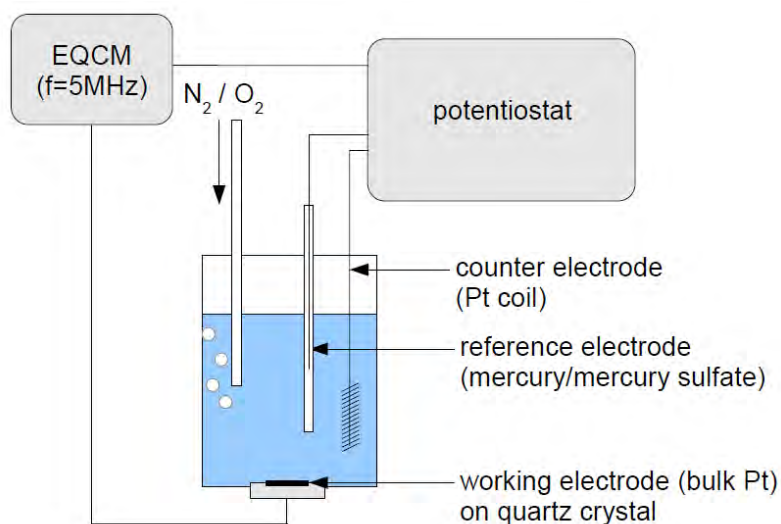 EQCM
(f=5MHz)
N₂ / O₂
potentiostat
counter electrode
(Pt coil)
reference electrode
(mercury/mercury sulfate)
working electrode (bulk Pt)
on quartz crystal